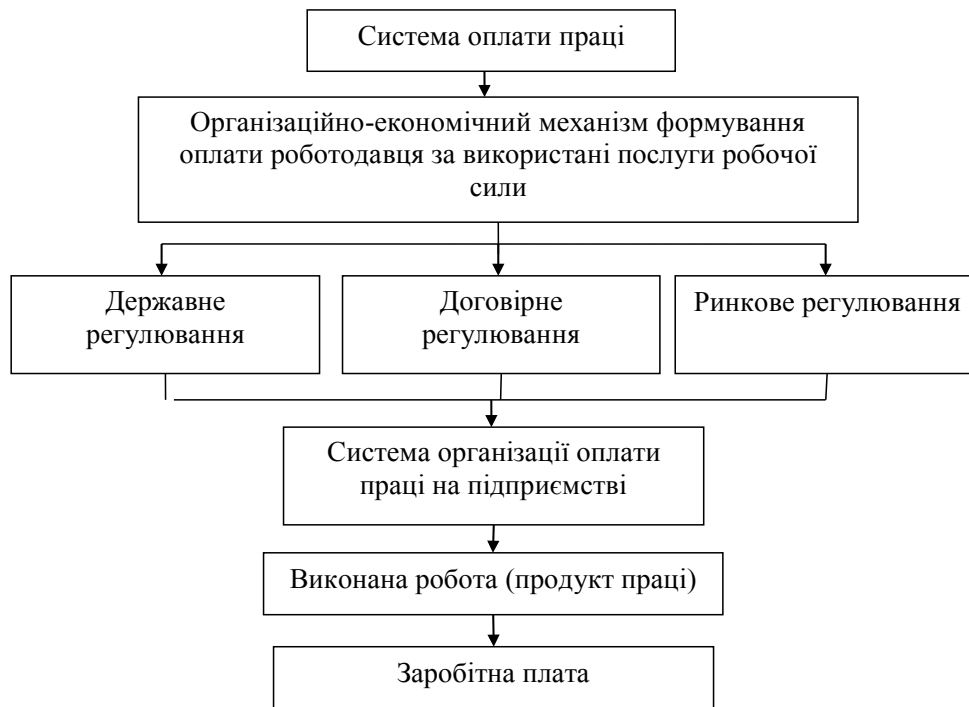 Система оплати праці
Організаційно-економічний механізм формування
оплати роботодавця за використані послуги робочої
сили
Державне
регулювання
Договірне
регулювання
Ринкове регулювання
Система організації оплати
праці на підприємстві
Виконана робота (продукт праці)
Заробітна плата